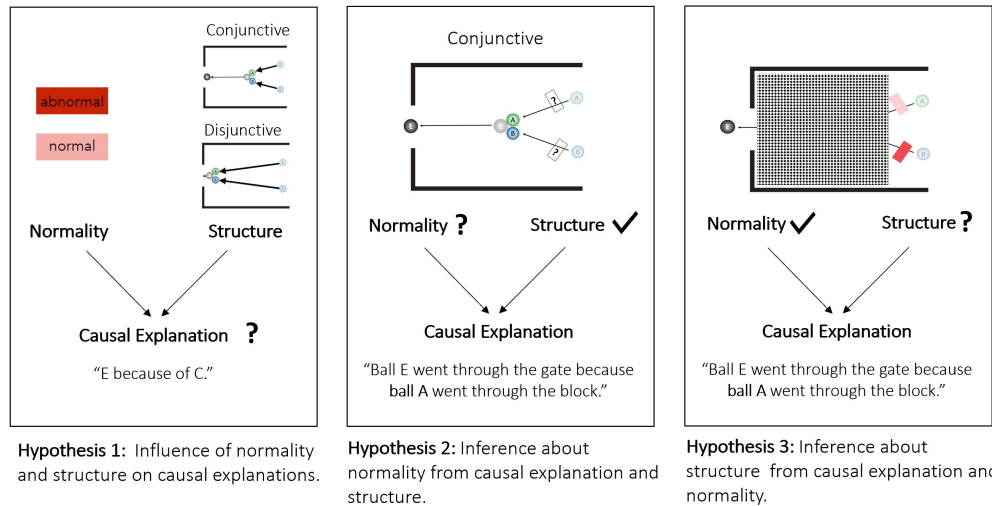 Conjunctive
abnormal
normal
A
B
E
E
A
B
Disjunctive
A
B
E
A
B
Normality
Structure
Causal Explanation ?
“E because of C.”
Hypothesis 1: Influence of normality
and structure on causal explanations.
Conjunctive
?
A
E
E
A
B
?
B
Normality ?
Structure
Causal Explanation
“Ball E went through the gate because
ball A went through the block.”
Hypothesis 2: Inference about
normality from causal explanation and
structure.
A
E
B
Normality
Structure ?
Causal Explanation
“Ball E went through the gate because
ball A went through the block.”
Hypothesis 3: Inference about
structure from causal explanation and
normality.